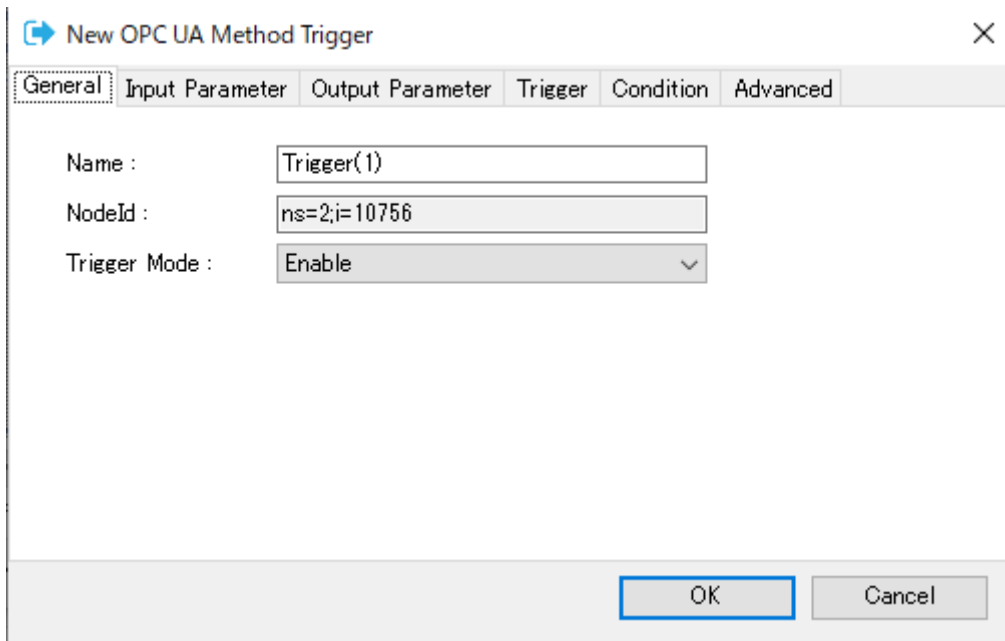 New OPC UA Method Trigger
General Input Parameter Output Parameter Trigger Condition Advanced
Name : Trigger(1)
NodeId : ns=2;i=10756
Trigger Mode : Enable
OK Cancel